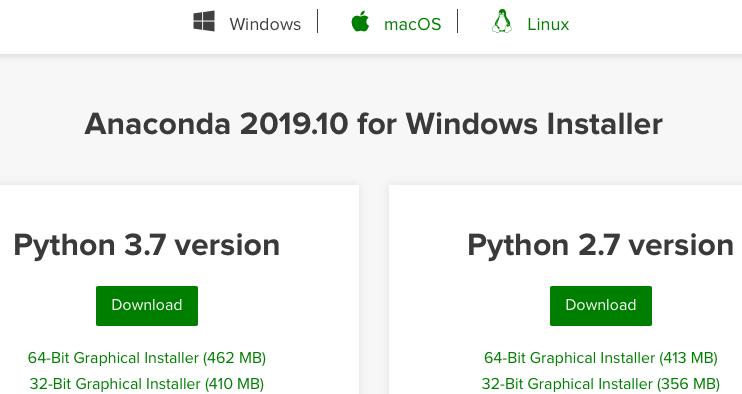 Windows macOS Linux
Anaconda 2019.10 for Windows Installer
Python 3.7 version
Download
64-Bit Graphical Installer (462 MB)
32-Bit Graphical Installer (410 MB)
Python 2.7 version
Download
64-Bit Graphical Installer (413 MB)
32-Bit Graphical Installer (356 MB)